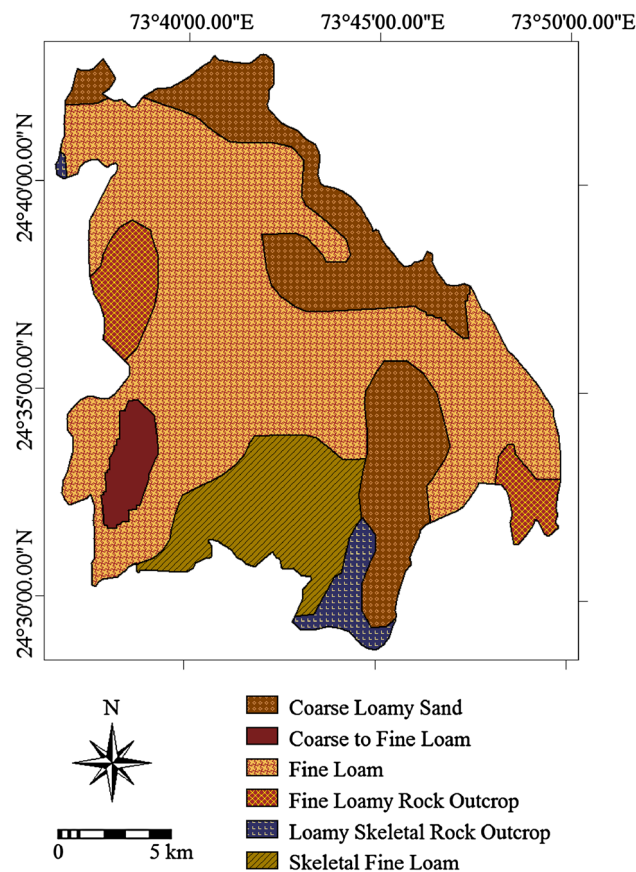 73°40'00.00"E 73°45'00.00"E 73°50'00.00"E
24°40'00.00"N
24°35'00.00"N
24°30'00.00"N
N
0 5 km
Coarse Loamy Sand
Coarse to Fine Loam
Fine Loam
Fine Loamy Rock Outcrop
Loamy Skeletal Rock Outcrop
Skeletal Fine Loam